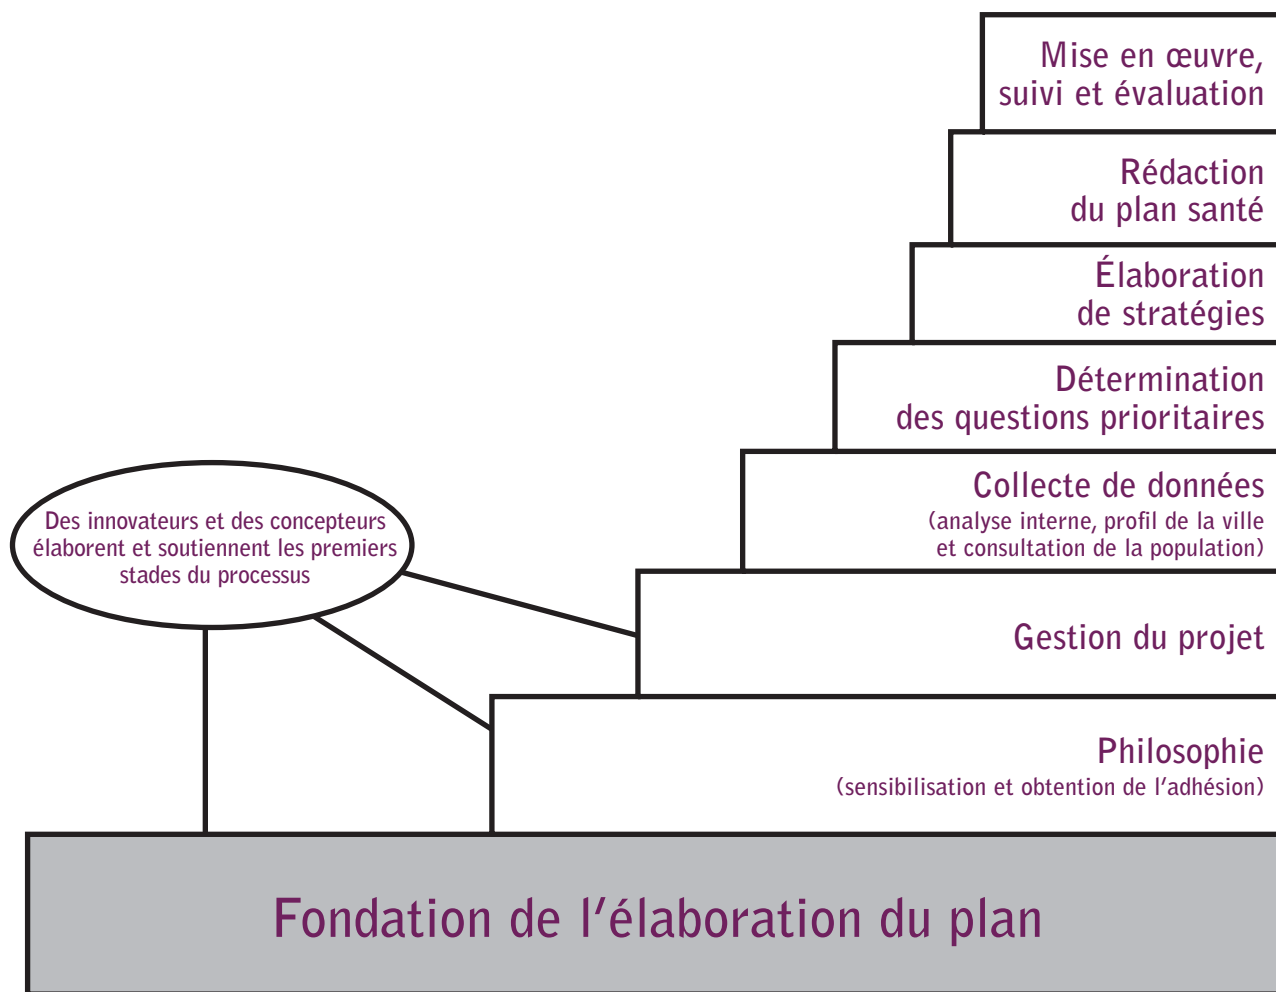 Mise en œuvre,
suivi et évaluation
Rédaction
du plan santé
Élaboration
de stratégies
Détermination
des questions prioritaires
Collecte de données
(analyse interne, profil de la ville
et consultation de la population)
Des innovateurs et des concepteurs
élaborent et soutiennent les premiers
stades du processus
Gestion du projet
Philosophie
(sensibilisation et obtention de l'adhésion)
Fondation de l'élaboration du plan